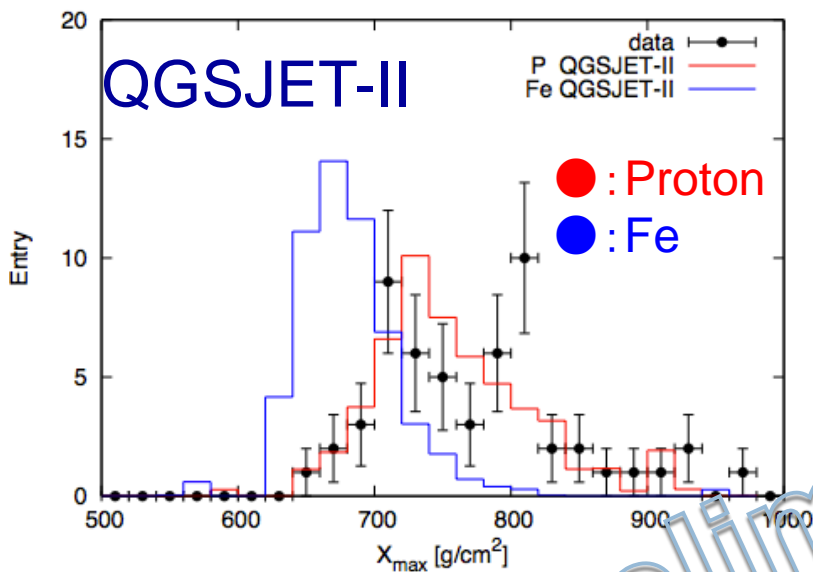 20
15
10
5
0
Entry
QGSJET-II
data
P QGSJET-II
Fe QGSJET-II
: Proton
: Fe
500
600
700
800
900
1000
Xmax [g/cm²]